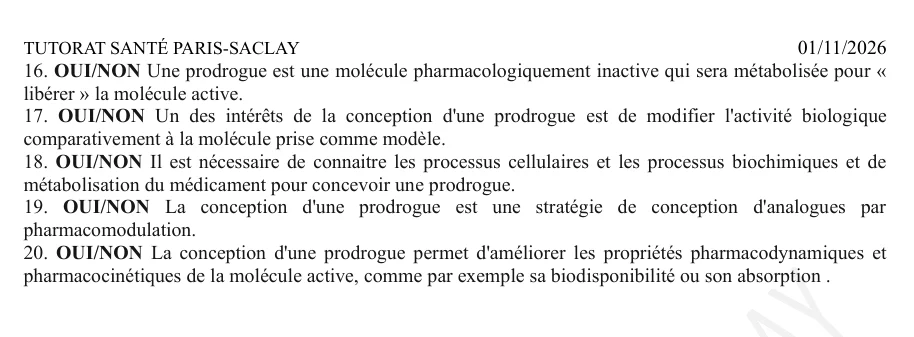 TUTORAT SANTÉ PARIS-SACLAY 01/11/2026
16. OUI/NON Une prodrogue est une molécule pharmacologiquement inactive qui sera métabolisée pour «
libérer » la molécule active.
17. OUI/NON Un des intérêts de la conception d'une prodrogue est de modifier l'activité biologique
comparativement à la molécule prise comme modèle.
18. OUI/NON Il est nécessaire de connaitre les processus cellulaires et les processus biochimiques et de
métabolisation du médicament pour concevoir une prodrogue.
19. OUI/NON La conception d'une prodrogue est une stratégie de conception d'analogues par
pharmacomodulation.
20. OUI/NON La conception d'une prodrogue permet d'améliorer les propriétés pharmacodynamiques et
pharmacocinétiques de la molécule active, comme par exemple sa biodisponibilité ou son absorption .
AY